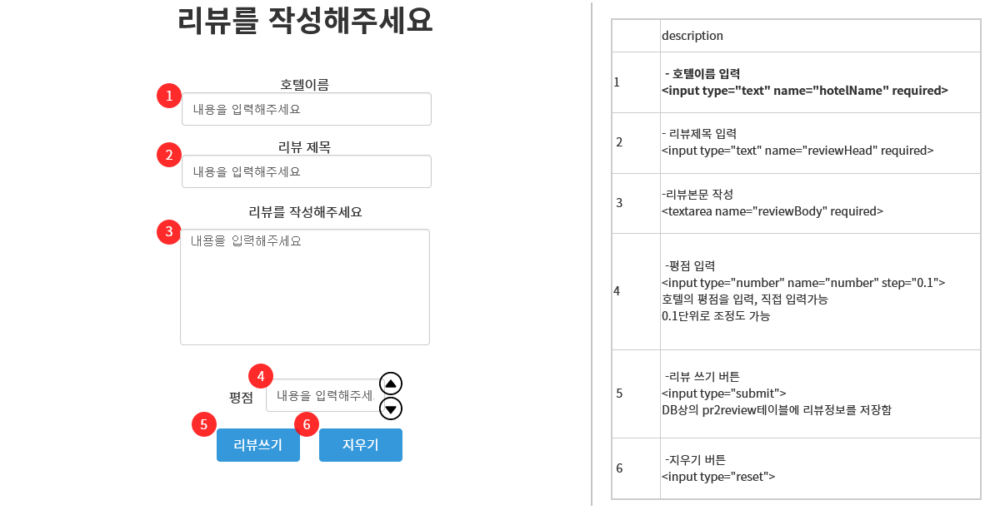 리뷰를 작성해주세요
호텔이름
1
내용을 입력해주세요
리뷰 제목
2
내용을 입력해주세요
리뷰를 작성해주세요
3
내용을 입력해주세요
4
평점
내용을 입력해주세.
5
6
리뷰쓰기
지우기
description
1
- 호텔이름 입력
<input type="text" name="hotelName" required>
2
- 리뷰제목 입력
<input type="text" name="reviewHead" required>
3
-리뷰본문 작성
<textarea name="reviewBody" required>
4
-평점 입력
<input type="number" name="number" step="0.1">
호텔의 평점을 입력, 직접 입력가능
0.1단위로 조정도 가능
5
-리뷰 쓰기 버튼
<input type="submit">
DB상의 pr2review테이블에 리뷰정보를 저장함
6
-지우기 버튼
<input type="reset">